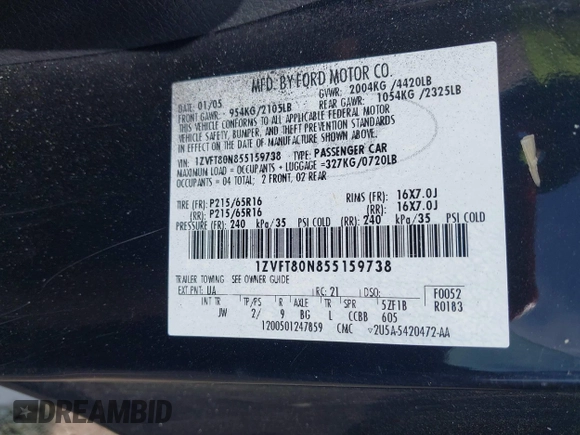 MFD. BY FORD MOTOR CO.
DATE: 01/05 GVWR: 2004KG /4420LB
FRONT GAWR: 954KG/2105LB REAR GAWR: 1054KG /2325LB
THIS VEHICLE CONFORMS TO ALL APPLICABLE FEDERAL MOTOR
VEHICLE SAFETY, BUMPER, AND THEFT PREVENTION STANDARDS IN
EFFECT ON THE DATE OF MANUFACTURE SHOWN ABOVE.
VIN: 1ZVFT80N855159738 TYPE: PASSENGER CAR
MAXIMUM LOAD = OCCUPANTS + LUGGAGE =327KG/0720LB
OCCUPANTS = 04 TOTAL: 2 FRONT, 02 REAR
TIRE (FR): P215/65R16 RIMS (FR): 16X7.0J
(RR): P215/65R16 (RR): 16X7.0J
PRESSURE (FR): 240 kPa/35 PSI COLD (RR): 240 kPa/35 PSI COLD
1ZVFT80N855159738
TRAILER TOWING SEE OWNER GUIDE
EXT PNT: UA RC: 21 DSO: F0052
INT TR TP/PS R AXLE TR SPR 5ZF1B R0183
JW 2/ 9 BG L CCBB 605
1200501247859 CMC ▽2U5A-5420472-AA
DREAMBID